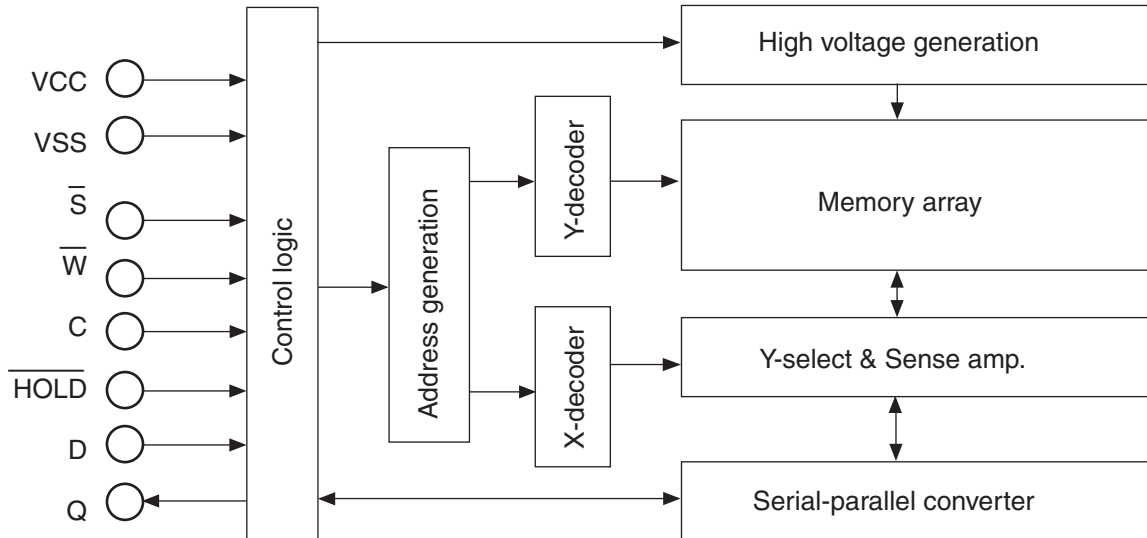 VCC
VSS
S̅
W̅
C
H̅O̅L̅D̅
D
Q
Control logic
Address generation
Y-decoder
X-decoder
High voltage generation
Memory array
Y-select & Sense amp.
Serial-parallel converter